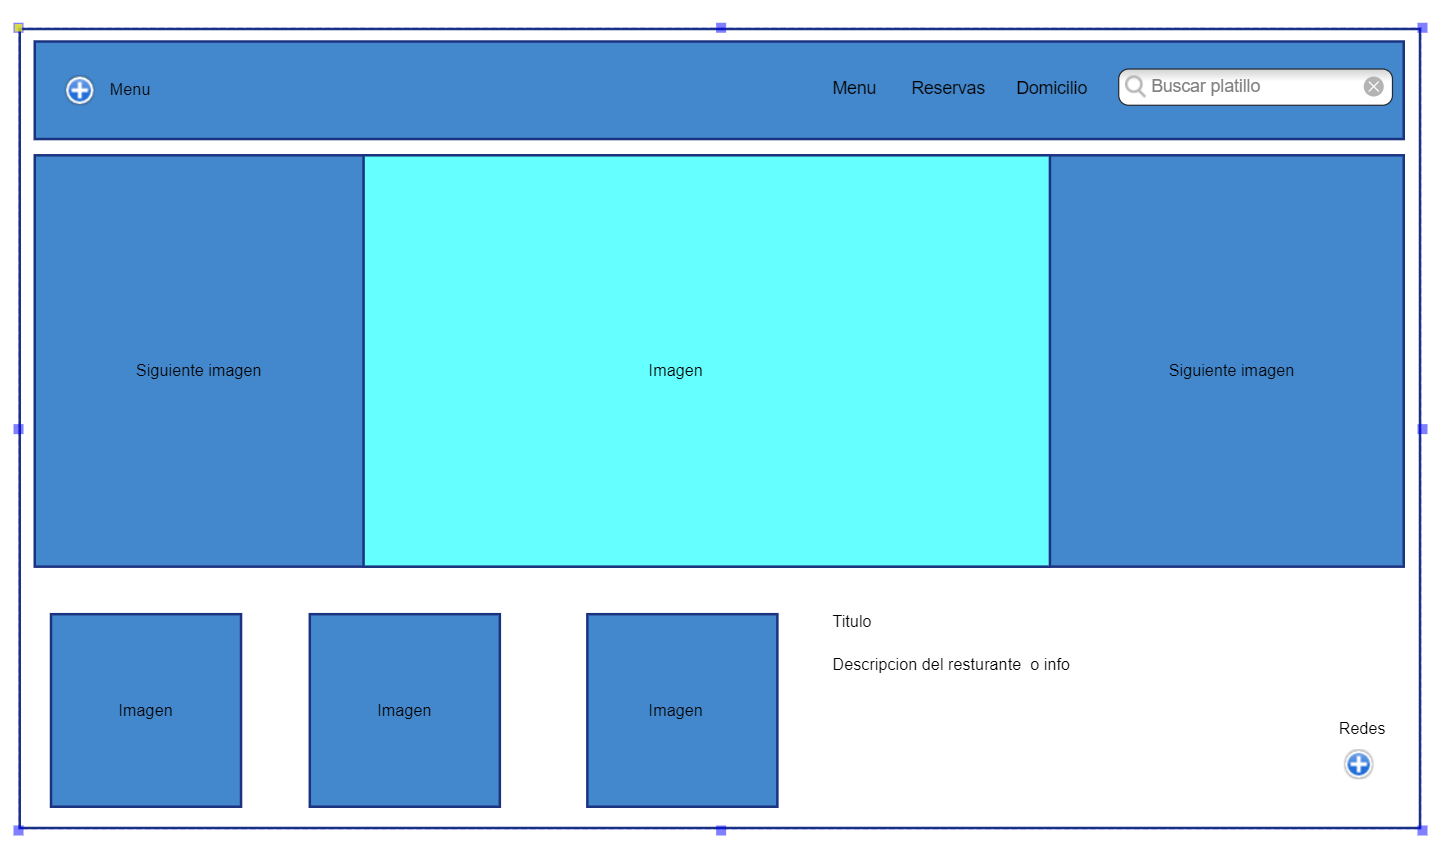 Menu
Menu Reservas Domicilio Buscar platillo
Siguiente imagen
Imagen
Siguiente imagen
Imagen
Imagen
Imagen
Titulo
Descripcion del resturante  o info
Redes